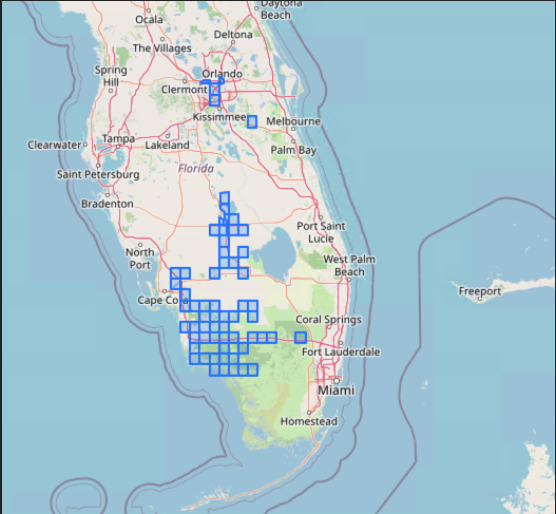 Daytona
Beach
Ocala
Deltona
The Villages
Spring
Hill
Orlando
Clermont
Kissimmee
Melbourne
Tampa
Clearwater
Lakeland
Palm Bay
Saint Petersburg
Florida
Bradenton
Port Saint
Lucie
North
Port
West Palm
Beach
Freeport
Cape Coral
Coral Springs
Fort Lauderdale
Miami
Homestead